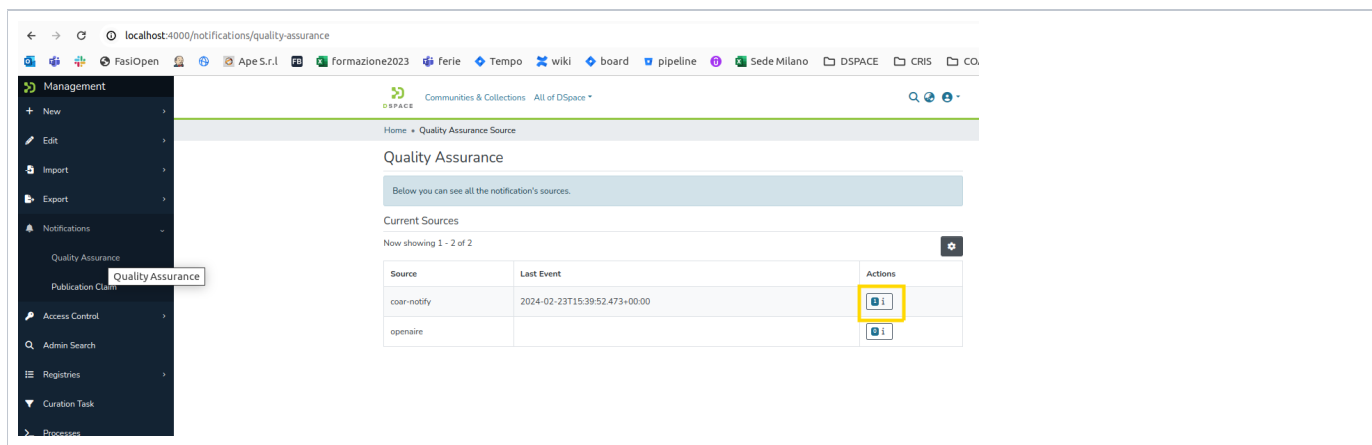 localhost:4000/notifications/quality-assurance
FasiOpen Ape S.r.l FB formazione2023 ferie Tempo wiki board pipeline Sede Milano DSPACE CRIS
Management
New
Edit
Import
Export
Notifications
Quality Assurance
Quality Assurance
Publication Claim
Access Control
Admin Search
Registries
Curation Task
Processes
DSPACE Communities & Collections All of DSpace
Home • Quality Assurance Source
Quality Assurance
Below you can see all the notification's sources.
Current Sources
Now showing 1 - 2 of 2
Source Last Event Actions
coar-notify 2024-02-23T15:39:52.473+00:00 1 i
openaire 0 i